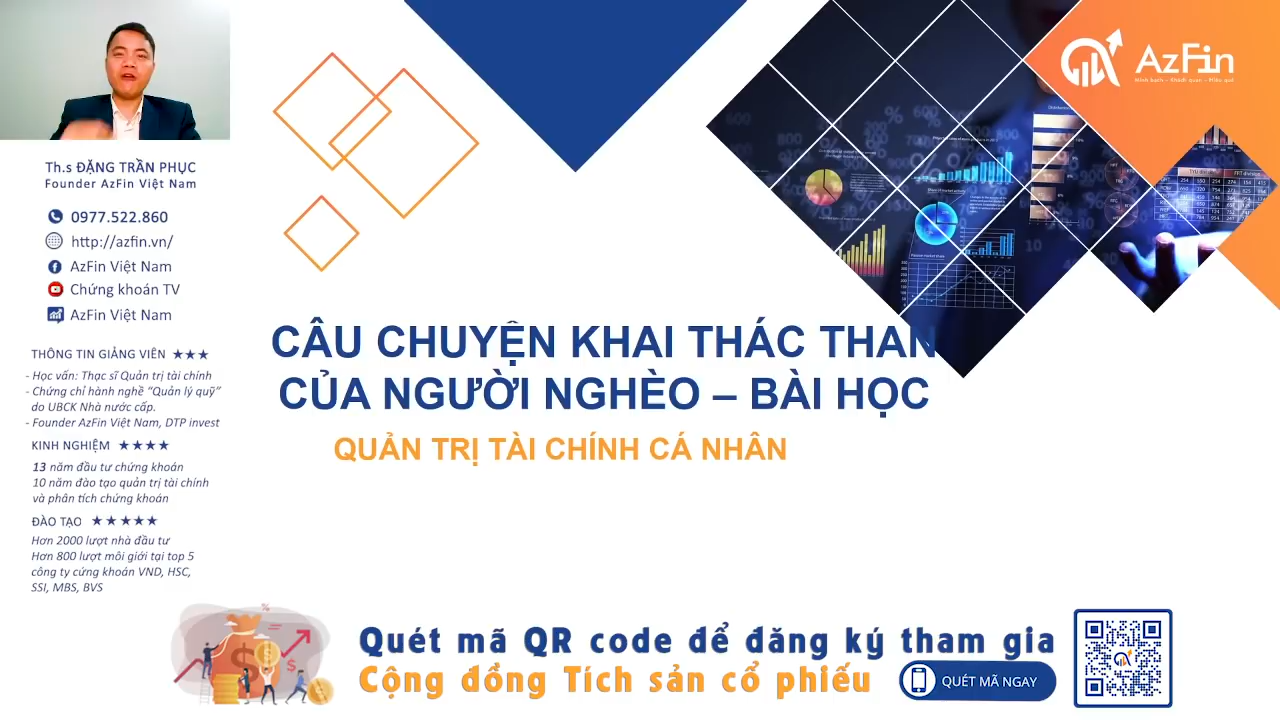 Th.s ĐẶNG TRẦN PHỤC
Founder AzFin Việt Nam
0977.522.860
http://azfin.vn/
AzFin Việt Nam
Chứng khoán TV
AzFin Việt Nam
THÔNG TIN GIẢNG VIÊN ★★★
- Học vấn: Thạc sĩ Quản trị tài chính
- Chứng chỉ hành nghề “Quản lý quỹ”
do UBCK Nhà nước cấp.
- Founder AzFin Việt Nam, DTP invest
KINH NGHIỆM ★★★★
13 năm đầu tư chứng khoán
10 năm đào tạo quản trị tài chính
và phân tích chứng khoán
ĐÀO TẠO ★★★★★
Hơn 2000 lượt nhà đầu tư
Hơn 800 lượt môi giới tại top 5
công ty cứng khoán VND, HSC,
SSI, MBS, BVS
AzFin
Minh bạch – Khách quan – Hiệu quả
CÂU CHUYỆN KHAI THÁC THAN
CỦA NGƯỜI NGHÈO – BÀI HỌC
QUẢN TRỊ TÀI CHÍNH CÁ NHÂN
Quét mã QR code để đăng ký tham gia
Cộng đồng Tích sản cổ phiếu
QUÉT MÃ NGAY